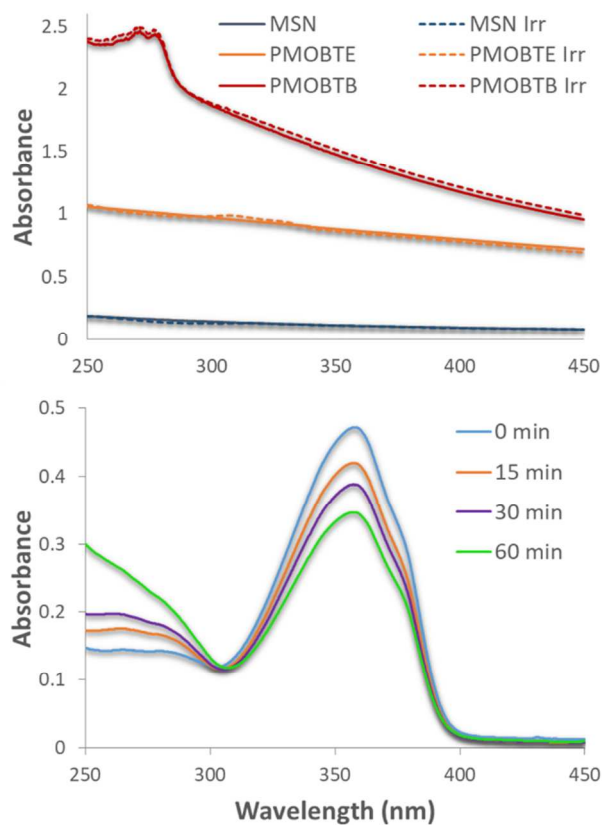 MSN
MSN Irr
PMOBTE
PMOBTE Irr
PMOBTB
PMOBTB Irr
Absorbance
2.5
2
1.5
1
0.5
0
250
300
350
400
450
0 min
15 min
30 min
60 min
Absorbance
0.5
0.4
0.3
0.2
0.1
0
250
300
350
400
450
Wavelength (nm)